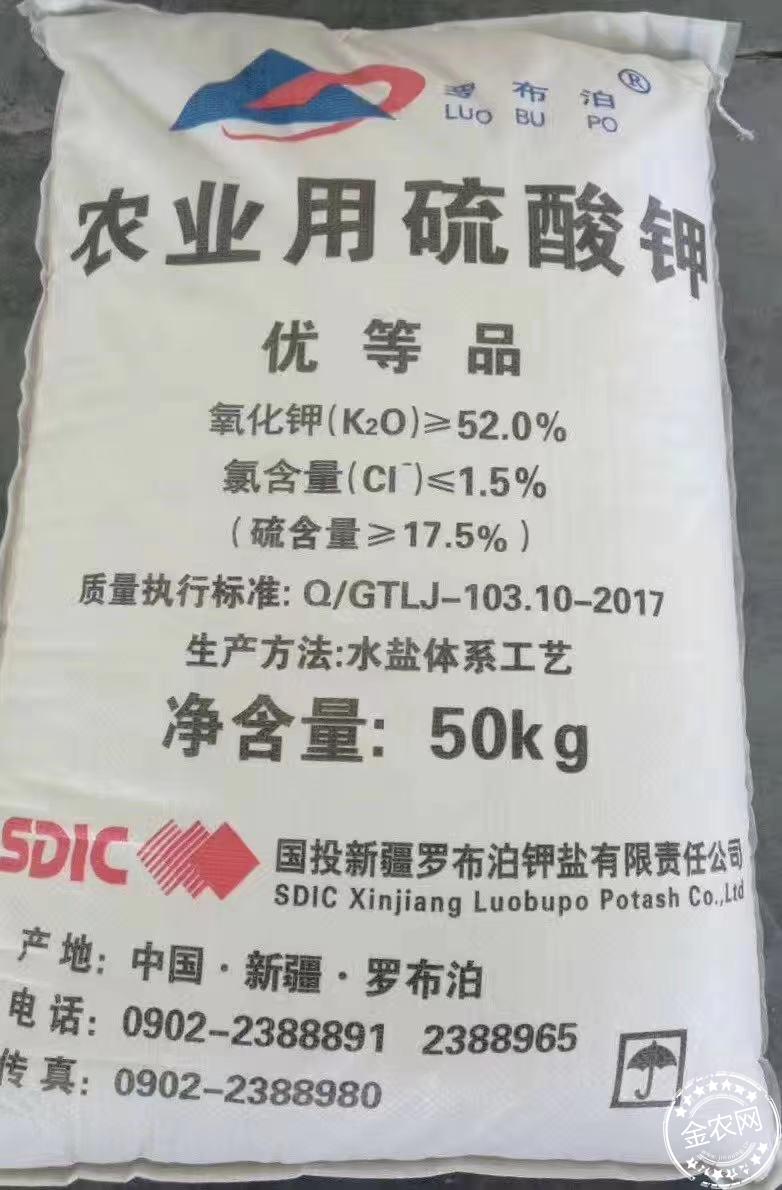 罗布泊®
LUO BU PO
农业用硫酸钾
优等品
氧化钾(K₂O)≥52.0%
氯含量(Cl⁻)≤1.5%
(硫含量≥17.5%)
质量执行标准: Q/GTLJ-103.10-2017
生产方法:水盐体系工艺
净含量: 50kg
SDIC
国投新疆罗布泊钾盐有限责任公司
SDIC Xinjiang Luobupo Potash Co.,Ltd
产地: 中国·新疆·罗布泊
电话: 0902-2388891 2388965
传真: 0902-2388980
金农网